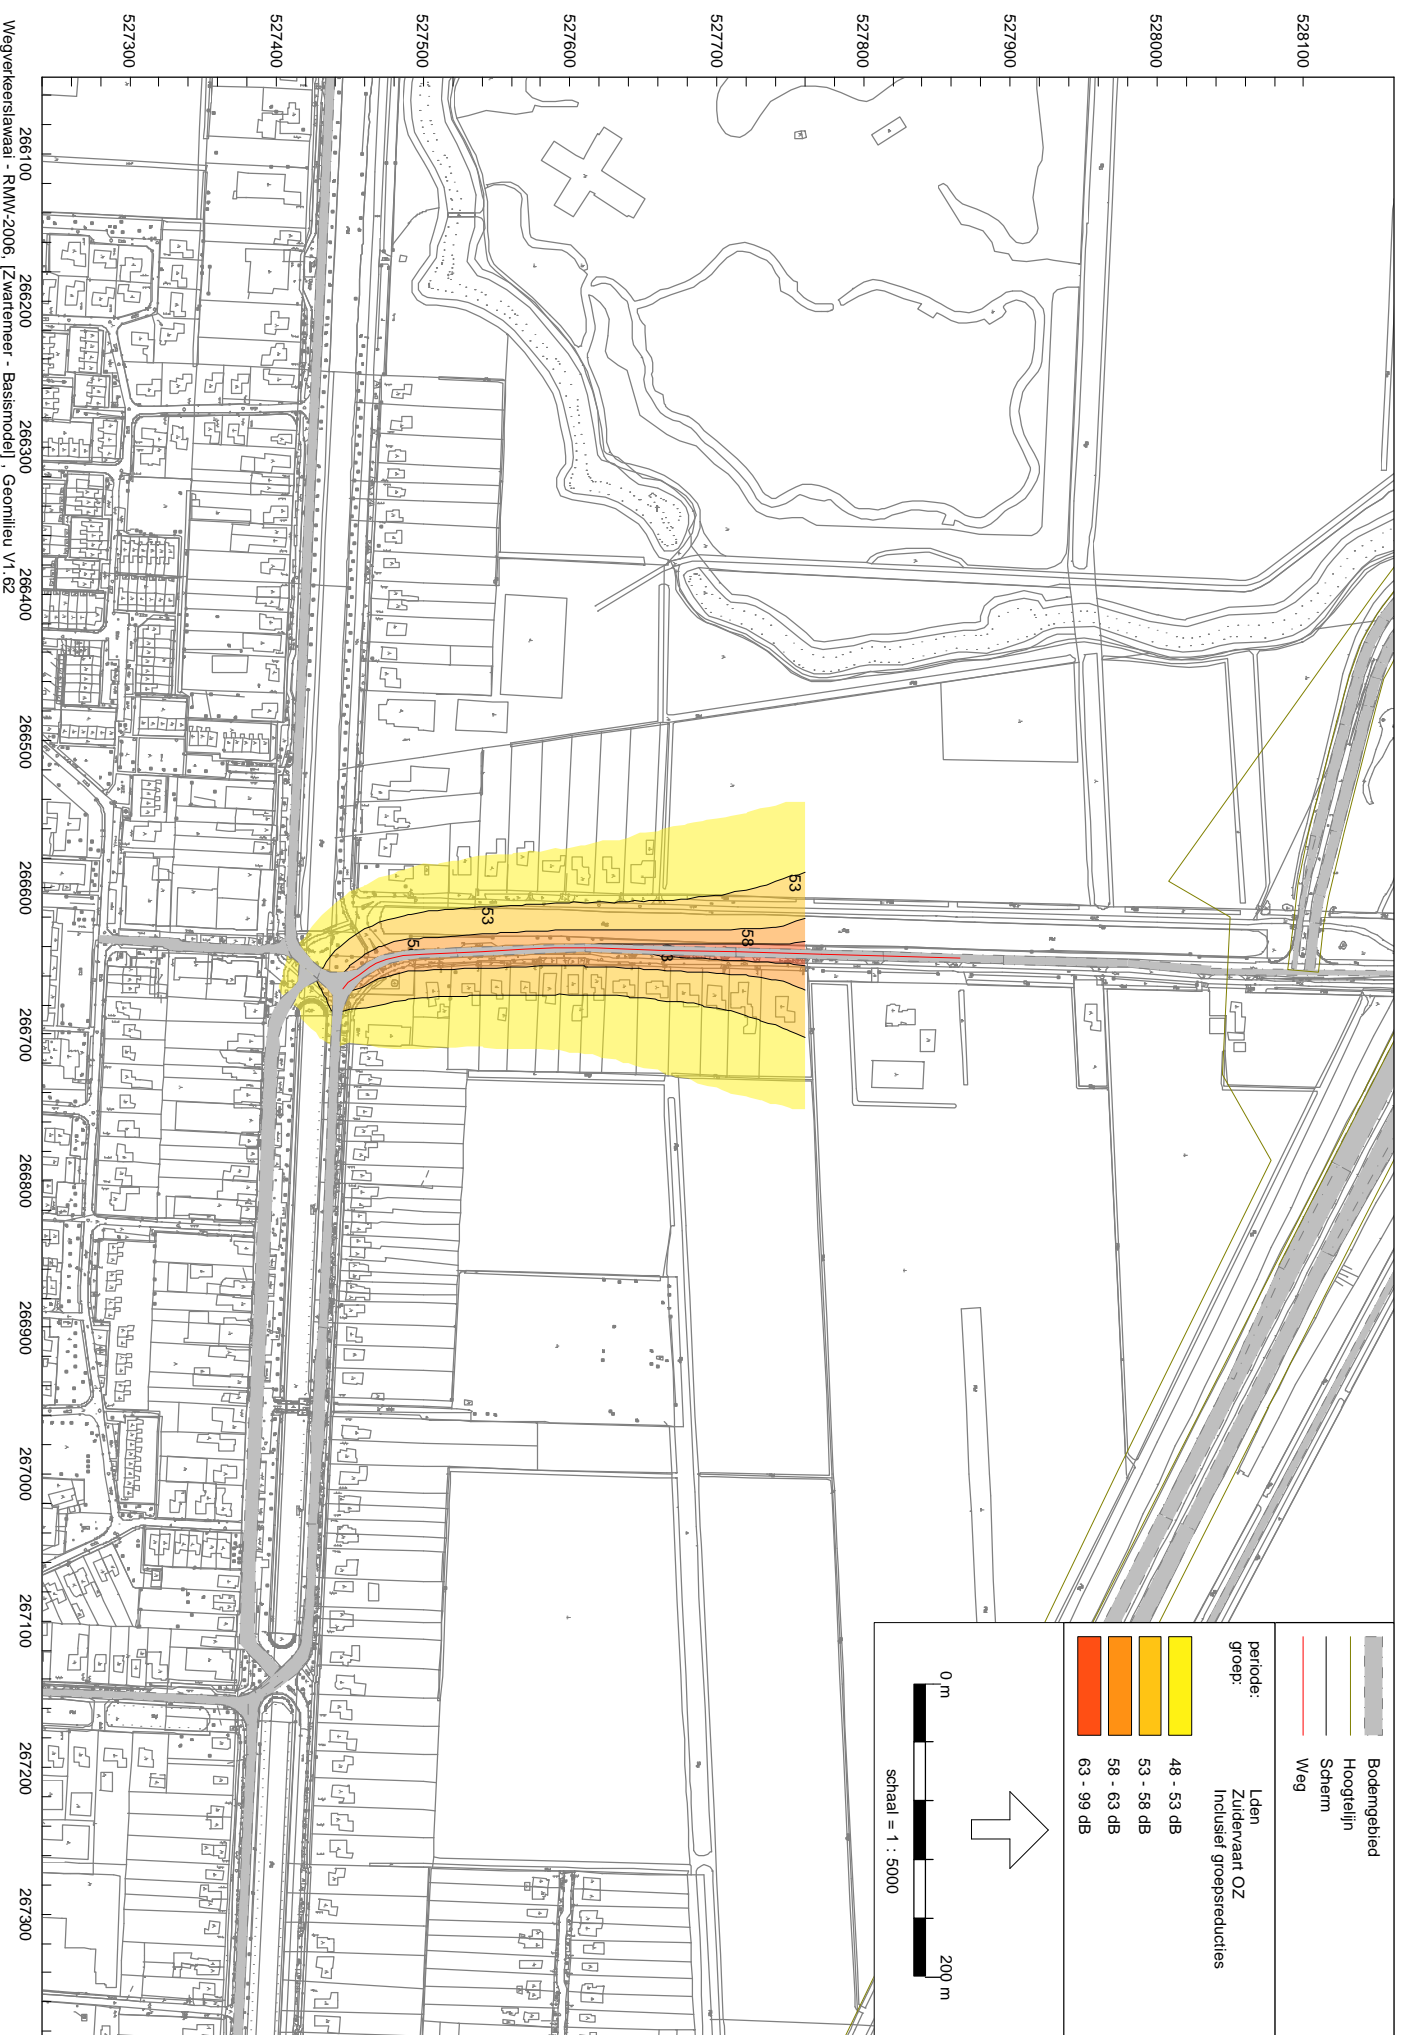 Bodemgebied
Hoogtelijn
Scherm
Weg
periode: Lden
groep: Zuidervaart OZ
Inclusief groepsreducties
48 - 53 dB
53 - 58 dB
58 - 63 dB
63 - 99 dB
0 m 200 m
schaal = 1 : 5000
528100
528000
527900
527800
527700
527600
527500
527400
527300
53
53
58
266100 266200 266300 266400 266500 266600 266700 266800 266900 267000 267100 267200 267300
Wegverkeerslawaai - RMW-2006, [Zwartemeer - Basismodel] , Geomilieu V1.62